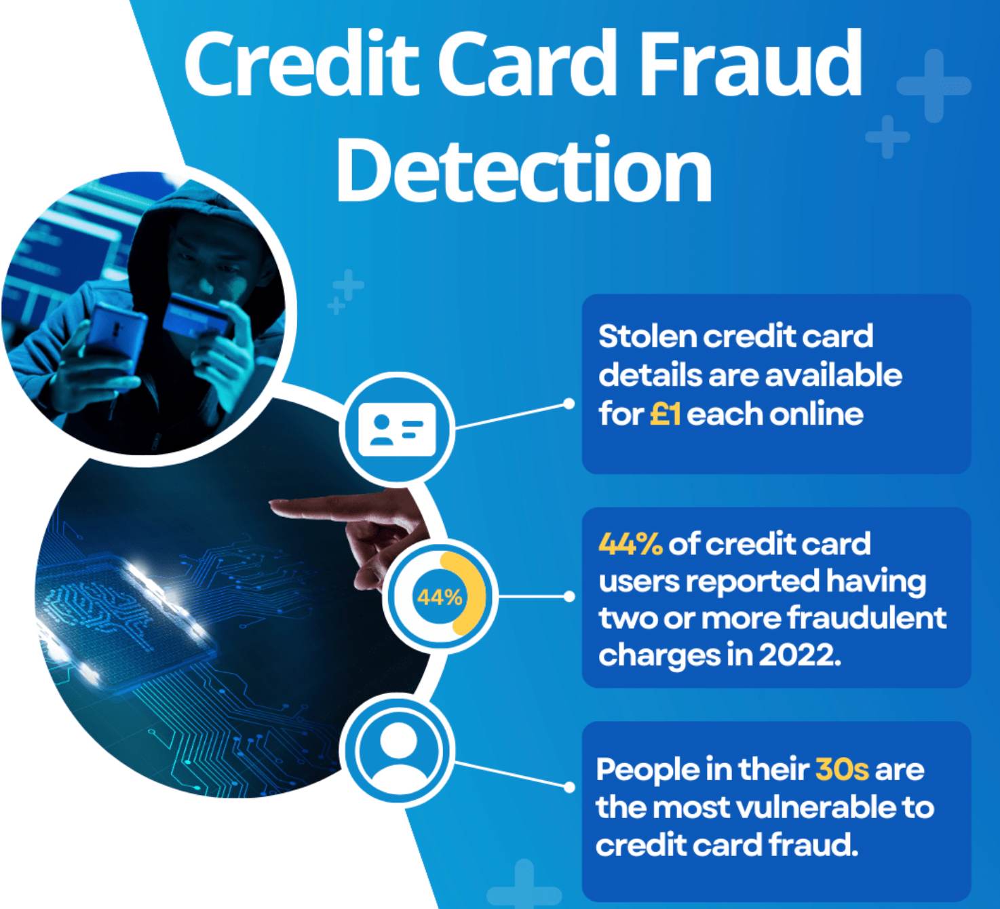 Credit Card Fraud
Detection
Stolen credit card
details are available
for £1 each online
44%
44% of credit card
users reported having
two or more fraudulent
charges in 2022.
People in their 30s are
the most vulnerable to
credit card fraud.